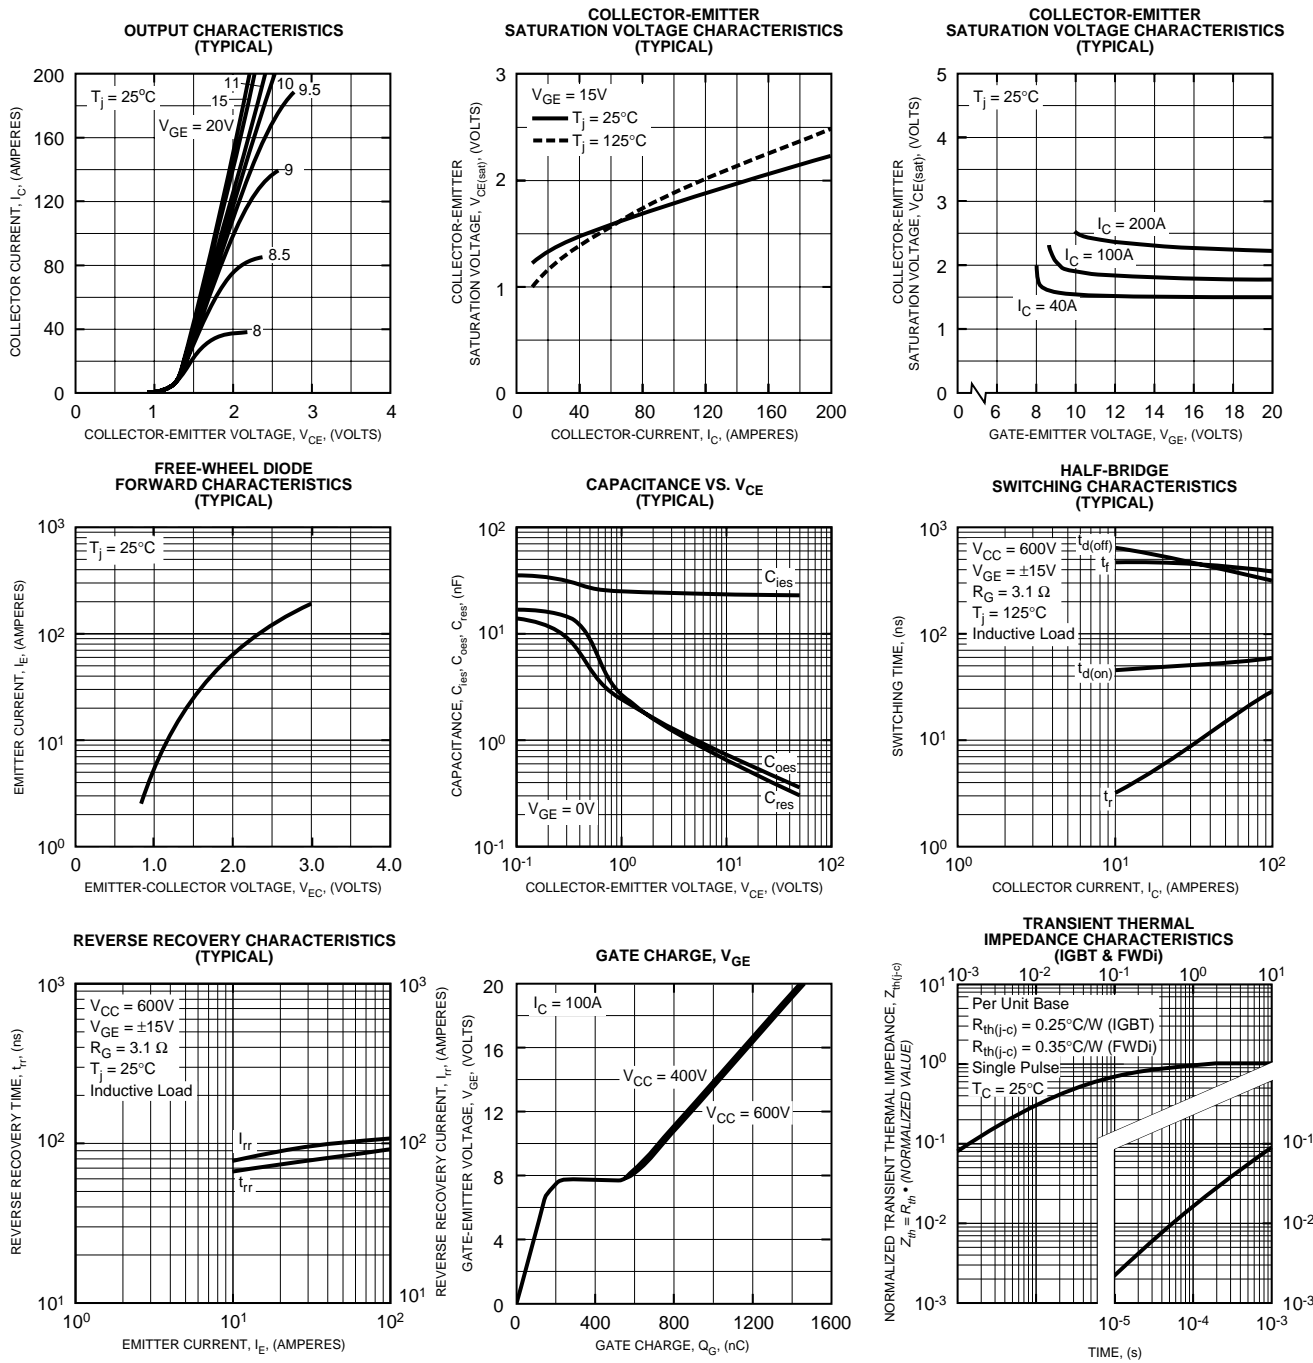 OUTPUT CHARACTERISTICS
(TYPICAL)
COLLECTOR CURRENT, IC, (AMPERES)
200
160
120
80
40
0
Tj = 25°C
VGE = 20V
15
11
10
9.5
9
8.5
8
0 1 2 3 4
COLLECTOR-EMITTER VOLTAGE, VCE, (VOLTS)
COLLECTOR-EMITTER
SATURATION VOLTAGE CHARACTERISTICS
(TYPICAL)
COLLECTOR-EMITTER
SATURATION VOLTAGE, VCE(sat), (VOLTS)
3
2
1
0
VGE = 15V
Tj = 25°C
Tj = 125°C
0 40 80 120 160 200
COLLECTOR-CURRENT, IC, (AMPERES)
COLLECTOR-EMITTER
SATURATION VOLTAGE CHARACTERISTICS
(TYPICAL)
COLLECTOR-EMITTER
SATURATION VOLTAGE, VCE(sat), (VOLTS)
5
4
3
2
1
0
Tj = 25°C
IC = 200A
IC = 100A
IC = 40A
0 6 8 10 12 14 16 18 20
GATE-EMITTER VOLTAGE, VGE, (VOLTS)
FREE-WHEEL DIODE
FORWARD CHARACTERISTICS
(TYPICAL)
EMITTER CURRENT, IE, (AMPERES)
10³
10²
10¹
10⁰
Tj = 25°C
0 1.0 2.0 3.0 4.0
EMITTER-COLLECTOR VOLTAGE, VEC, (VOLTS)
CAPACITANCE VS. VCE
(TYPICAL)
CAPACITANCE, Cies, Coes, Cres, (nF)
10²
10¹
10⁰
10⁻¹
Cies
Coes
Cres
VGE = 0V
10⁻¹ 10⁰ 10¹ 10²
COLLECTOR-EMITTER VOLTAGE, VCE, (VOLTS)
HALF-BRIDGE
SWITCHING CHARACTERISTICS
(TYPICAL)
SWITCHING TIME, (ns)
10³
10²
10¹
10⁰
VCC = 600V
VGE = ±15V
RG = 3.1 Ω
Tj = 125°C
Inductive Load
td(off)
tf
td(on)
tr
10⁰ 10¹ 10²
COLLECTOR CURRENT, IC, (AMPERES)
REVERSE RECOVERY CHARACTERISTICS
(TYPICAL)
REVERSE RECOVERY TIME, trr, (ns)
10³
10²
10¹
VCC = 600V
VGE = ±15V
RG = 3.1 Ω
Tj = 25°C
Inductive Load
Irr
trr
10³
10²
10¹
REVERSE RECOVERY CURRENT, Irr, (AMPERES)
10⁰ 10¹ 10²
EMITTER CURRENT, IE, (AMPERES)
GATE CHARGE, VGE
GATE-EMITTER VOLTAGE, VGE, (VOLTS)
20
16
12
8
4
0
IC = 100A
VCC = 400V
VCC = 600V
0 400 800 1200 1600
GATE CHARGE, QG, (nC)
TRANSIENT THERMAL
IMPEDANCE CHARACTERISTICS
(IGBT & FWDi)
10⁻³ 10⁻² 10⁻¹ 10⁰ 10¹
NORMALIZED TRANSIENT THERMAL IMPEDANCE, Zth(j-c)
Zth = Rth • (NORMALIZED VALUE)
10¹
10⁰
10⁻¹
10⁻²
10⁻³
Per Unit Base
Rth(j-c) = 0.25°C/W (IGBT)
Rth(j-c) = 0.35°C/W (FWDi)
Single Pulse
TC = 25°C
10⁻¹
10⁻²
10⁻³
10⁻⁵ 10⁻⁴ 10⁻³
TIME, (s)